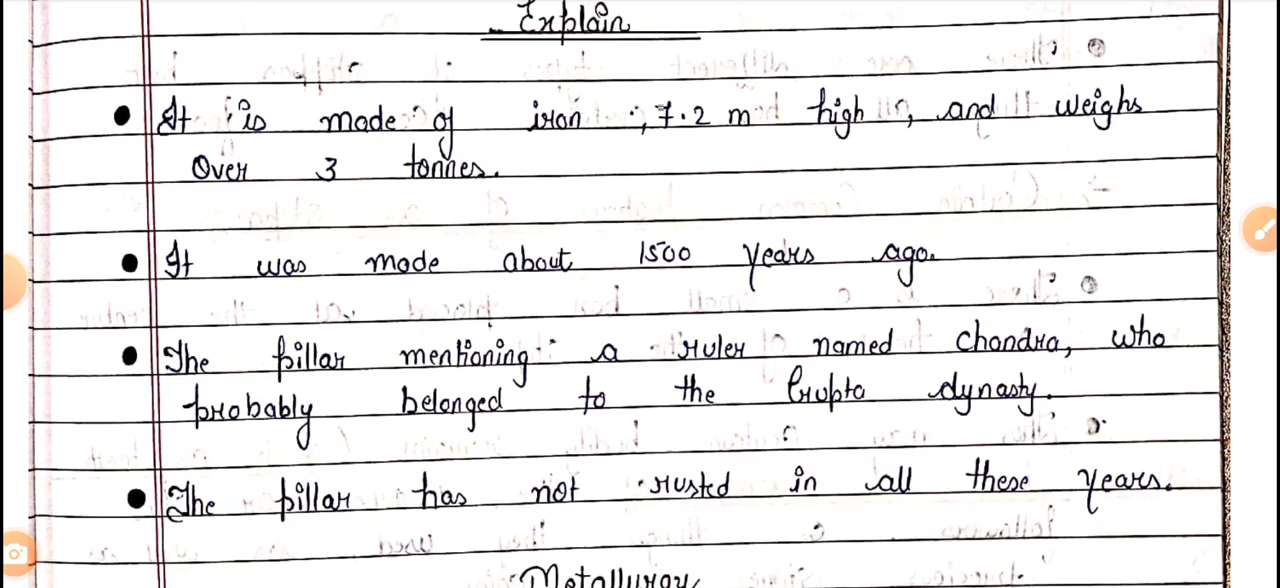 Explain
It is made of iron, 7.2 m high, and weighs
Over 3 tonnes.
It was made about 1500 years ago.
The pillar mentioning a ruler named Chandra, who
probably belonged to the Gupta dynasty.
The pillar has not rusted in all these years.
Metallurgy